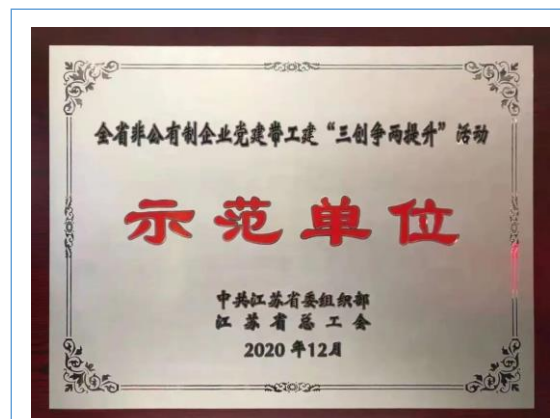 全省非公有制企业党建带工建“三创争两提升”活动
示范单位
中共江苏省委组织部
江苏省总工会
2020年12月